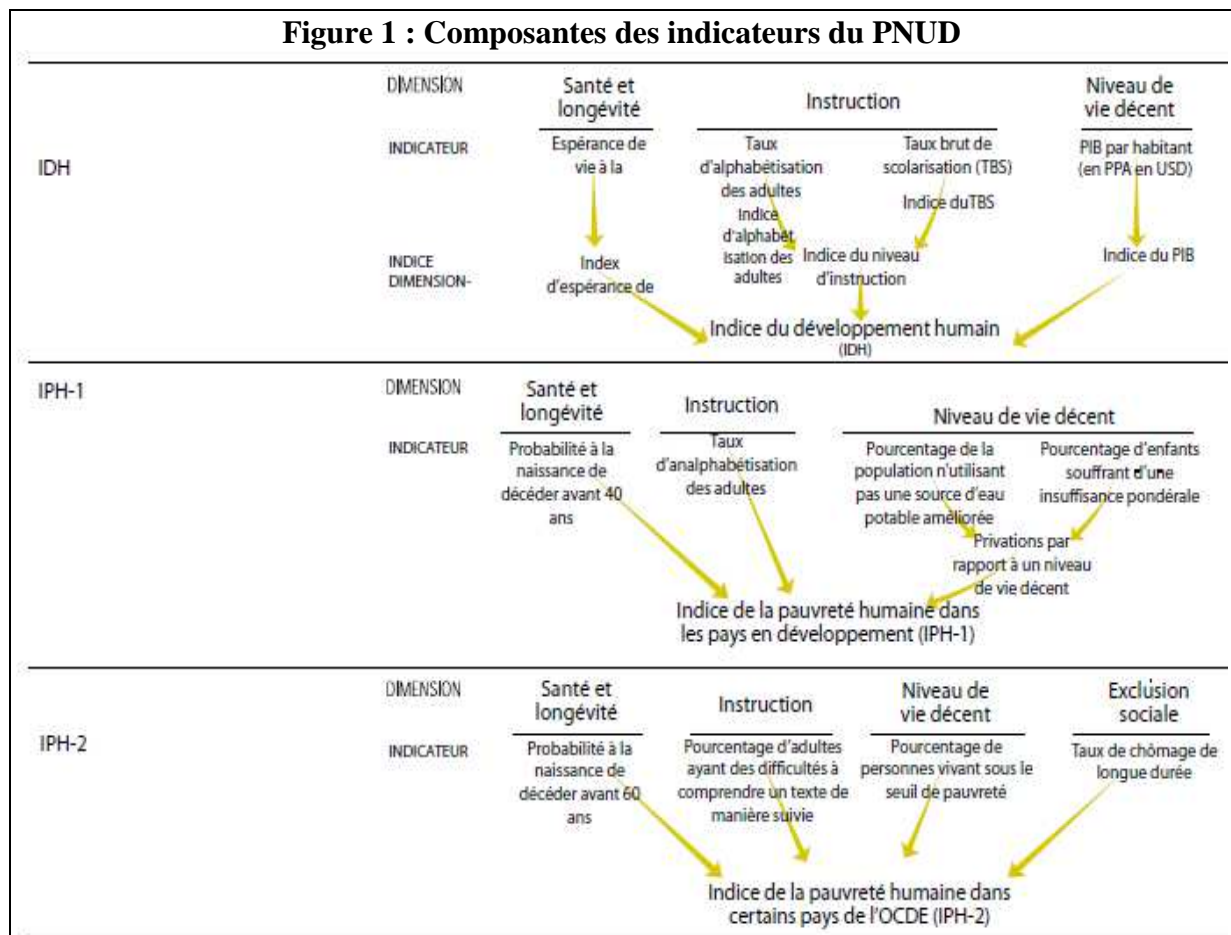 Figure 1 : Composantes des indicateurs du PNUD
IDH
DIMENSION
Santé et
longévité
Instruction
Niveau de
vie décent
INDICATEUR
Espérance de
vie à la
Taux
d'alphabétisation
des adultes
Taux brut de
scolarisation (TBS)
PIB par habitant
(en PPA en USD)
Indice
d'alphabét
isation des
adultes
Indice duTBS
INDICE
DIMENSION-
Index
d'espérance de
Indice du niveau
d'instruction
Indice du PIB
Indice du développement humain
(IDH)
IPH-1
DIMENSION
Santé et
longévité
Instruction
Niveau de vie décent
INDICATEUR
Probabilité à la
naissance de
décéder avant 40
ans
Taux
d'analphabétisation
des adultes
Pourcentage de la
population n'utilisant
pas une source d'eau
potable améliorée
Pourcentage d'enfants
souffrant d'une
insuffisance pondérale
Privations par
rapport à un niveau
de vie décent
Indice de la pauvreté humaine dans
les pays en développement (IPH-1)
IPH-2
DIMENSION
Santé et
longévité
Instruction
Niveau de
vie décent
Exclusion
sociale
INDICATEUR
Probabilité à la
naissance de
décéder avant 60
ans
Pourcentage d'adultes
ayant des difficultés à
comprendre un texte de
manière suivie
Pourcentage de
personnes vivant sous le
seuil de pauvreté
Taux de chômage de
longue durée
Indice de la pauvreté humaine dans
certains pays de l'OCDE (IPH-2)